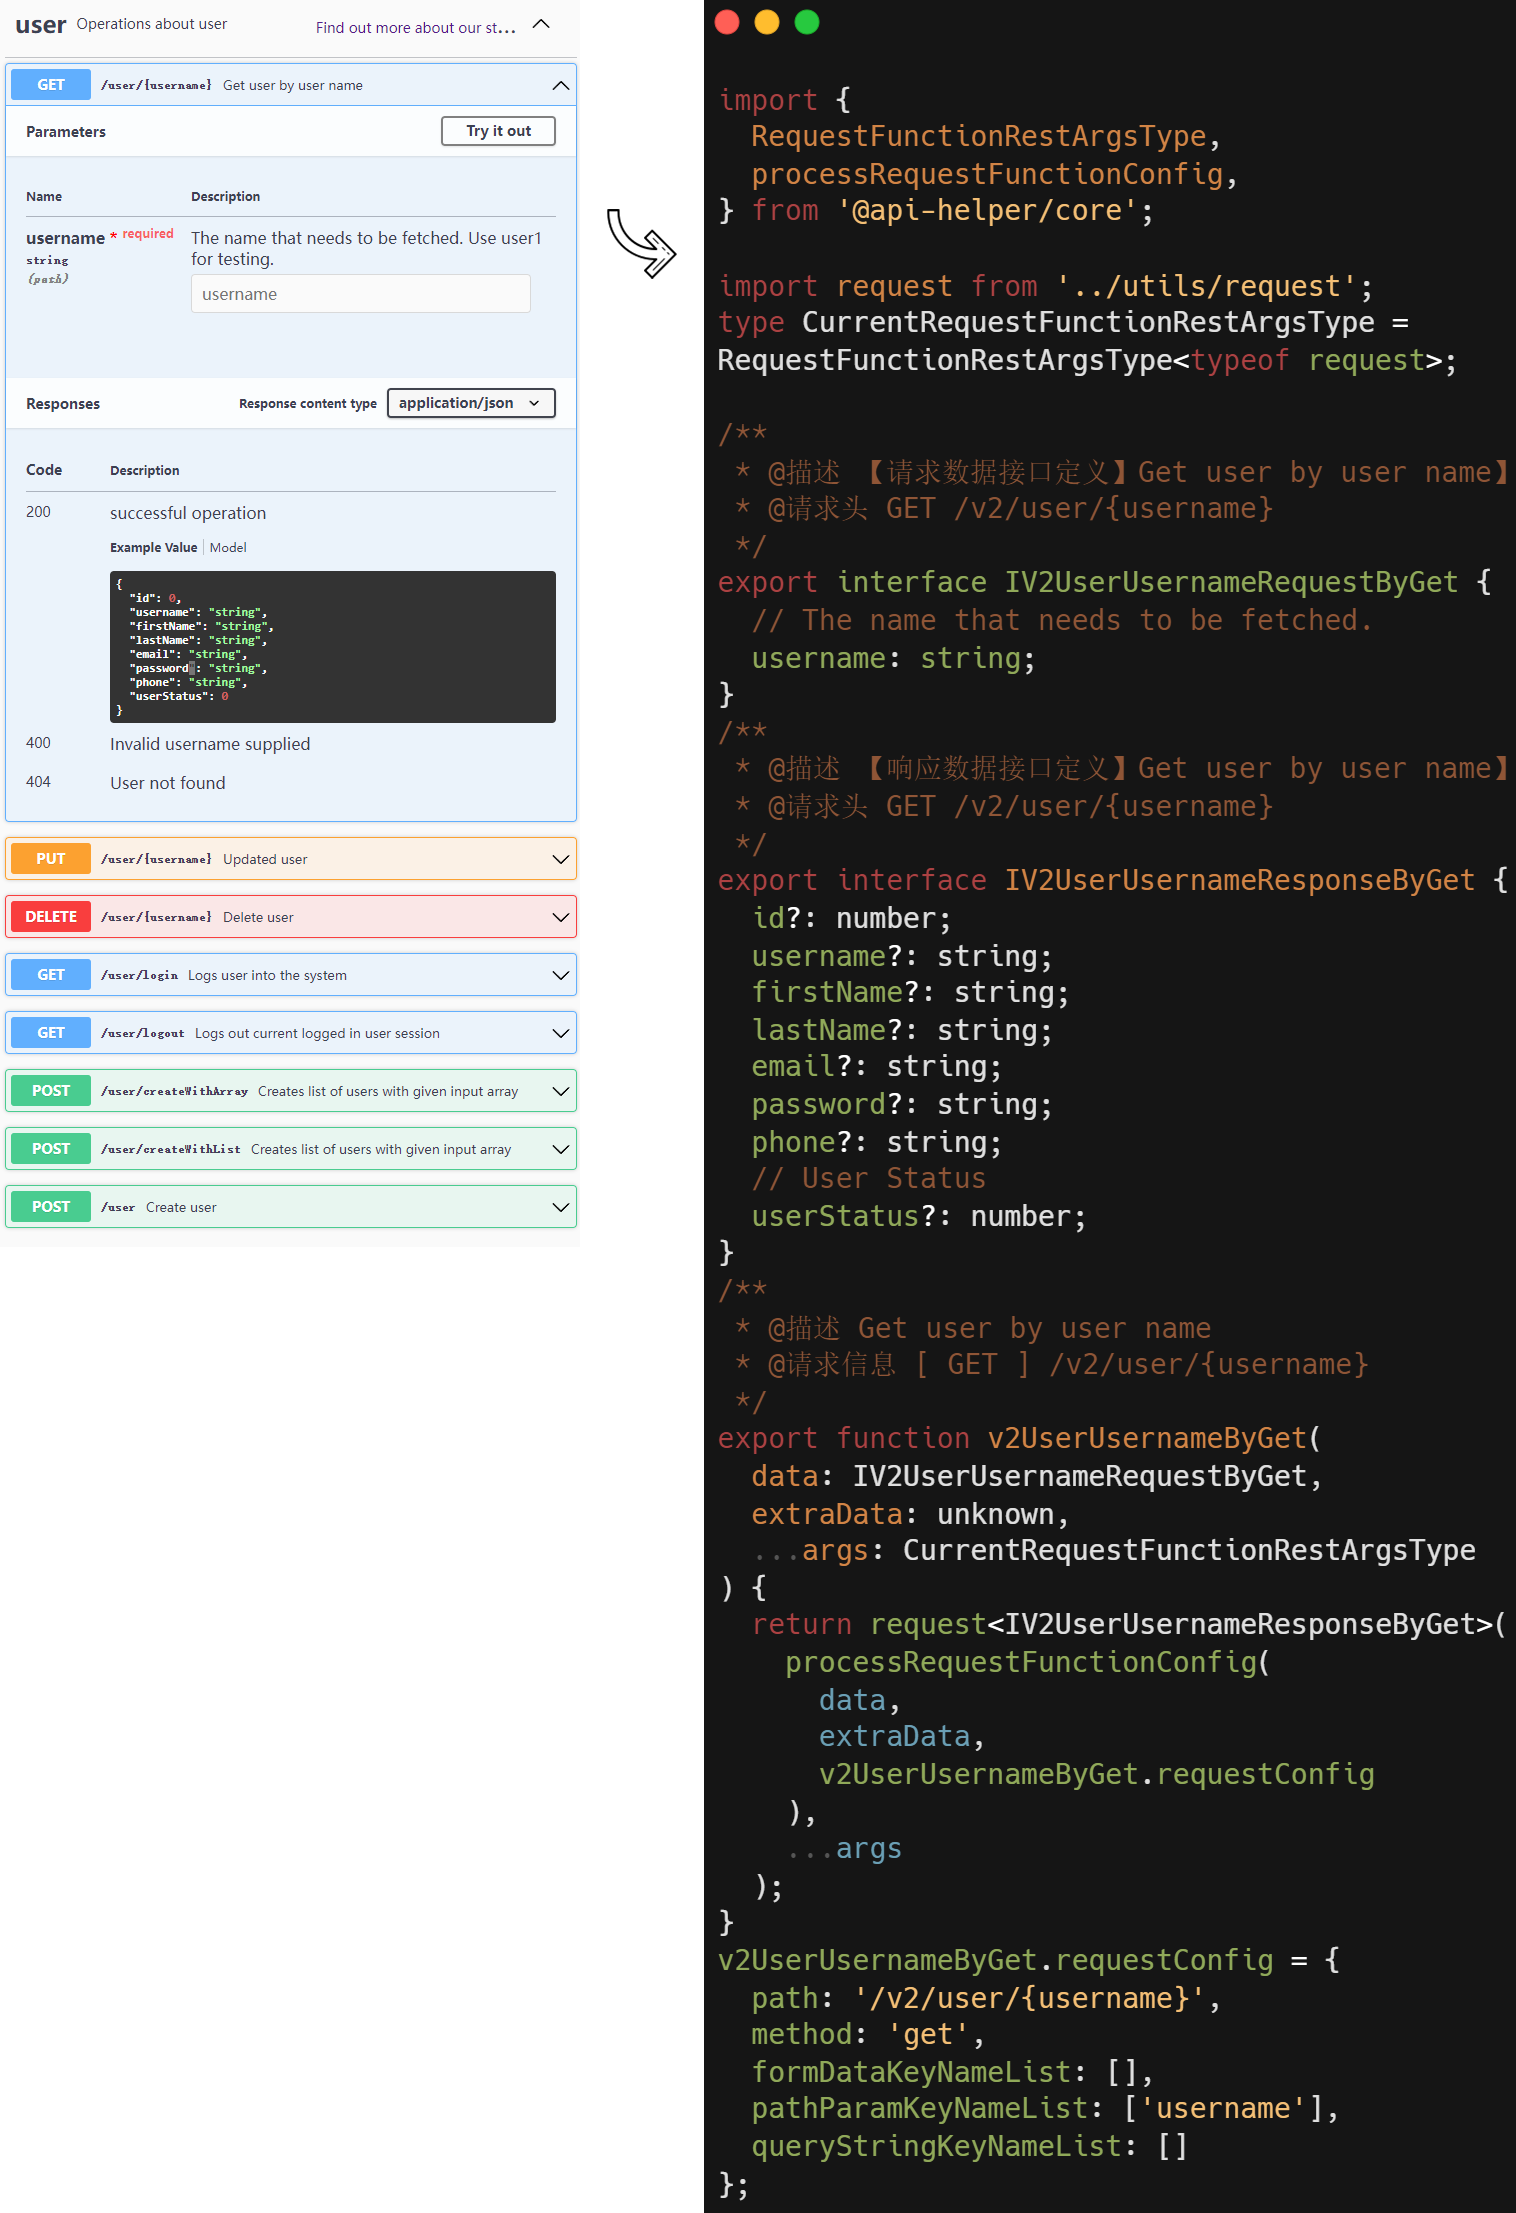 user Operations about user Find out more about our st...
GET /user/{username} Get user by user name
Parameters Try it out
Name Description
username * required The name that needs to be fetched. Use user1
string for testing.
(path)
username
Responses Response content type application/json
Code Description
200 successful operation
Example Value Model
{
  "id": 0,
  "username": "string",
  "firstName": "string",
  "lastName": "string",
  "email": "string",
  "password": "string",
  "phone": "string",
  "userStatus": 0
}
400 Invalid username supplied
404 User not found
PUT /user/{username} Updated user
DELETE /user/{username} Delete user
GET /user/login Logs user into the system
GET /user/logout Logs out current logged in user session
POST /user/createWithArray Creates list of users with given input array
POST /user/createWithList Creates list of users with given input array
POST /user Create user
import {
  RequestFunctionRestArgsType,
  processRequestFunctionConfig,
} from '@api-helper/core';
import request from '../utils/request';
type CurrentRequestFunctionRestArgsType =
RequestFunctionRestArgsType<typeof request>;
/**
 * @描述 【请求数据接口定义】Get user by user name】
 * @请求头 GET /v2/user/{username}
 */
export interface IV2UserUsernameRequestByGet {
  // The name that needs to be fetched.
  username: string;
}
/**
 * @描述 【响应数据接口定义】Get user by user name】
 * @请求头 GET /v2/user/{username}
 */
export interface IV2UserUsernameResponseByGet {
  id?: number;
  username?: string;
  firstName?: string;
  lastName?: string;
  email?: string;
  password?: string;
  phone?: string;
  // User Status
  userStatus?: number;
}
/**
 * @描述 Get user by user name
 * @请求信息 [ GET ] /v2/user/{username}
 */
export function v2UserUsernameByGet(
  data: IV2UserUsernameRequestByGet,
  extraData: unknown,
  ...args: CurrentRequestFunctionRestArgsType
) {
  return request<IV2UserUsernameResponseByGet>(
    processRequestFunctionConfig(
      data,
      extraData,
      v2UserUsernameByGet.requestConfig
    ),
    ...args
  );
}
v2UserUsernameByGet.requestConfig = {
  path: '/v2/user/{username}',
  method: 'get',
  formDataKeyNameList: [],
  pathParamKeyNameList: ['username'],
  queryStringKeyNameList: []
};